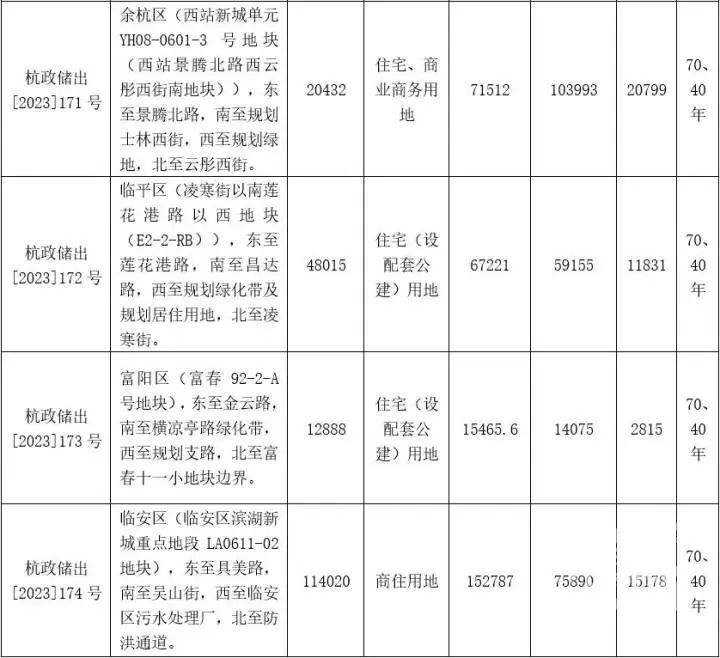 杭政储出
[2023]171 号
余杭区（西站新城单元
YH08-0601-3 号地块
（西站景腾北路西云
彤西街南地块）），东
至景腾北路，南至规划
士林西街，西至规划绿
地，北至云彤西街。
20432
住宅、商
业商务用
地
71512
103993
20799
70、
40
年
杭政储出
[2023]172 号
临平区（凌寒街以南莲
花港路以西地块
（E2-2-RB）），东至
莲花港路，南至昌达
路，西至规划绿化带及
规划居住用地，北至凌
寒街。
48015
住宅（设
配套公
建）用地
67221
59155
11831
70、
40
年
杭政储出
[2023]173 号
富阳区（富春 92-2-A
号地块），东至金云路，
南至横凉亭路绿化带，
西至规划支路，北至富
春十一小地块边界。
12888
住宅（设
配套公
建）用地
15465.6
14075
2815
70、
40
年
杭政储出
[2023]174 号
临安区（临安区滨湖新
城重点地段 LA0611-02
地块），东至具美路，
南至吴山街，西至临安
区污水处理厂，北至防
洪通道。
114020
商住用地
152787
75890
15178
70、
40
年